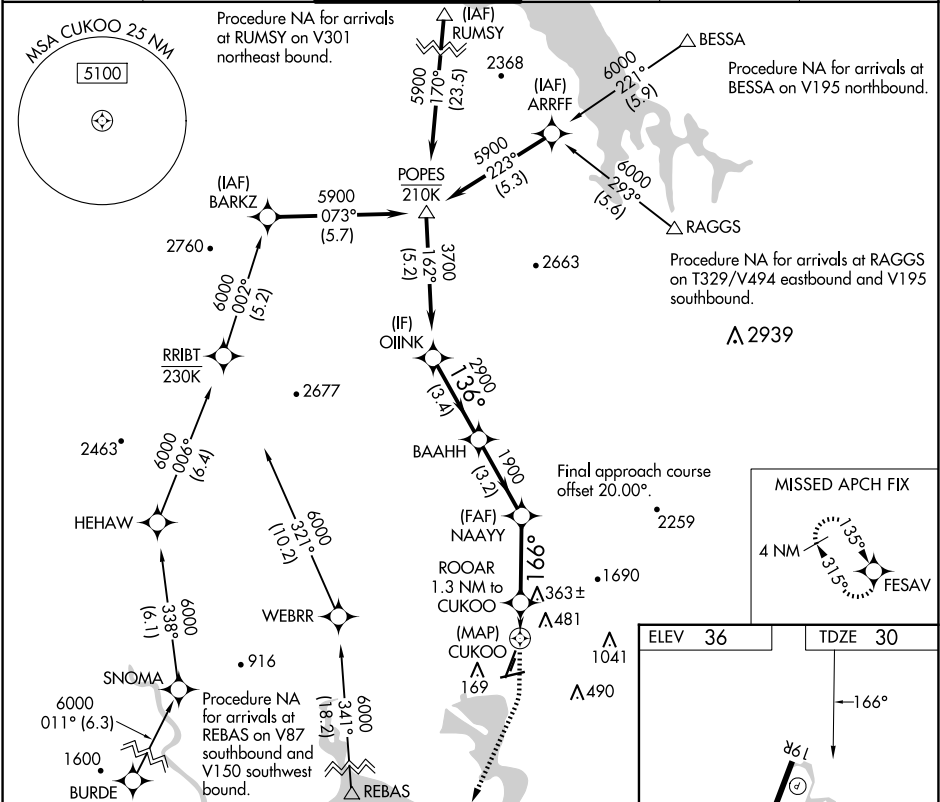 MSA CUKOO 25 NM
5100
Procedure NA for arrivals
at RUMSY on V301
northeast bound.
(IAF)
RUMSY
5900
170°
(23.5)
2368
BESSA
6000
221°
(5.9)
Procedure NA for arrivals at
BESSA on V195 northbound.
(IAF)
ARRFF
5900
223°
(5.3)
6000
293°
(5.6)
RAGGS
Procedure NA for arrivals at RAGGS
on T329/V494 eastbound and V195
southbound.
2939
POPES
210K
(IAF)
BARKZ
5900
073°
(5.7)
2760
3700
162°
(5.2)
2663
6000
002°
(5.2)
RRIBT
230K
(IF)
OIINK
2900
136°
(3.4)
2677
2463
6000
006°
(6.4)
BAAHH
1900
(3.2)
Final approach course
offset 20.00°.
2259
HEHAW
6000
321°
(10.2)
(FAF)
NAAYY
166°
MISSED APCH FIX
4 NM
135°
315°
FESAV
ROOAR
1.3 NM to
CUKOO
1690
363±
481
6000
338°
(6.1)
WEBRR
(MAP)
CUKOO
1041
169
490
916
SNOMA
6000
011° (6.3)
Procedure NA
for arrivals at
REBAS on V87
southbound and
V150 southwest
bound.
6000
341°
(18.2)
1600
BURDE
REBAS
ELEV 36
TDZE 30
166°
19R
P